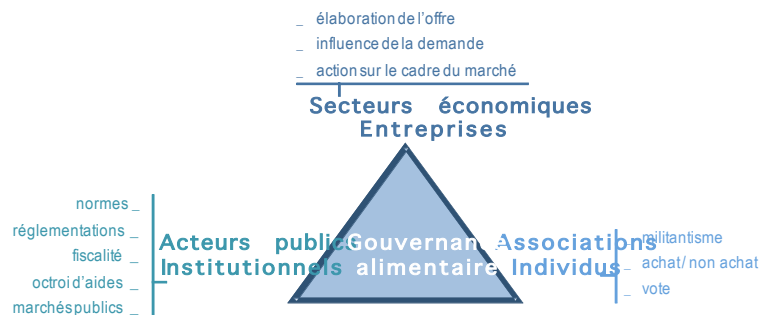 _ élaboration de l'offre
_ influence de la demande
_ action sur le cadre du marché
Secteurs économiques
Entreprises
normes _
réglementations _
fiscalité _
octroi d'aides _
marchés publics _
Acteurs publics
Institutionnels
Gouvernance
alimentaire
Associations
Individus
_ militantisme
_ achat / non achat
_ vote